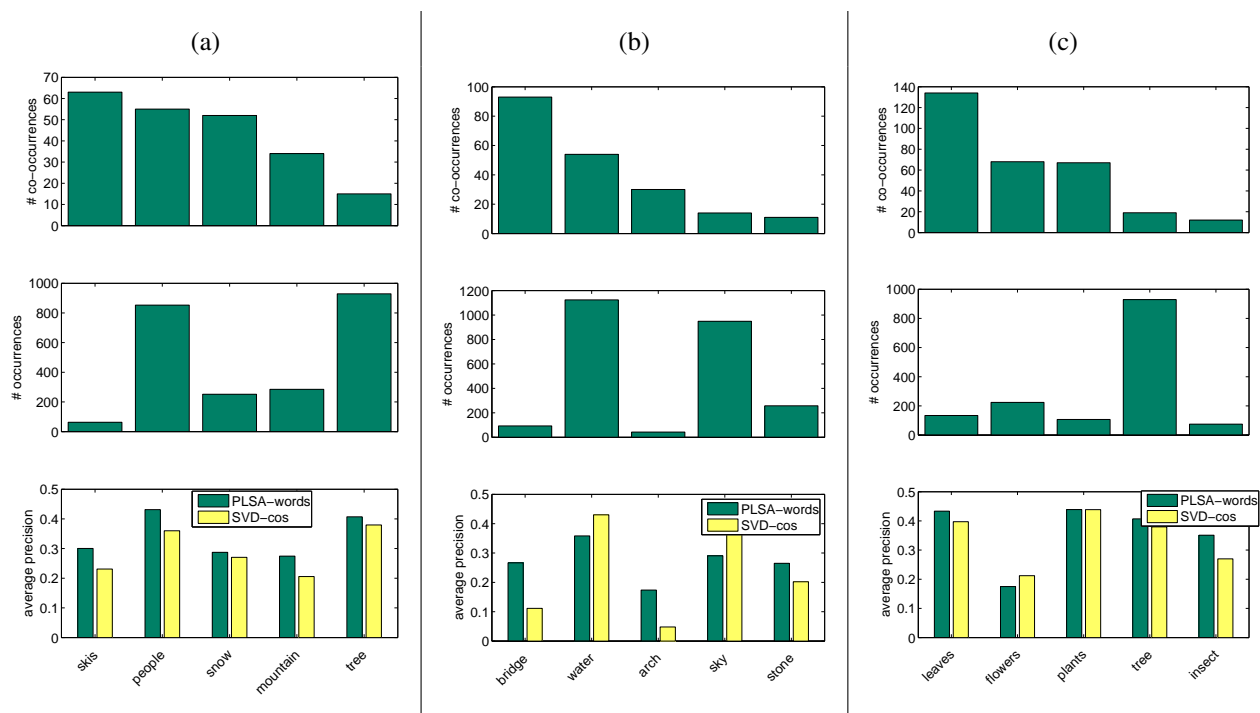 (a)
70
60
50
40
30
20
10
0
# co−occurrences
1000
800
600
400
200
0
# occurrences
0.5
0.4
0.3
0.2
0.1
0
average precision
PLSA−words
SVD−cos
skis people snow mountain tree
(b)
100
80
60
40
20
0
# co−occurrences
1200
1000
800
600
400
200
0
# occurrences
0.5
0.4
0.3
0.2
0.1
0
average precision
PLSA−words
SVD−cos
bridge water arch sky stone
(c)
140
120
100
80
60
40
20
0
# co−occurrences
1000
800
600
400
200
0
# occurrences
0.5
0.4
0.3
0.2
0.1
0
average precision
PLSA−words
SVD−cos
leaves flowers plants tree insect